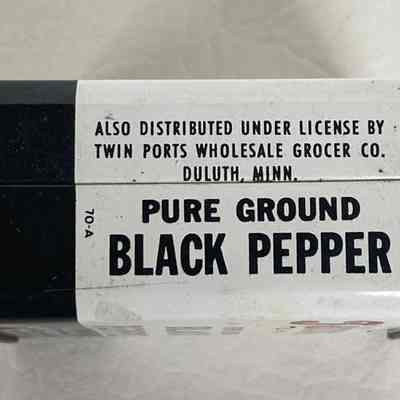 ALSO DISTRIBUTED UNDER LICENSE BY
TWIN PORTS WHOLESALE GROCER CO.
DULUTH, MINN.
PURE GROUND
BLACK PEPPER
70-A